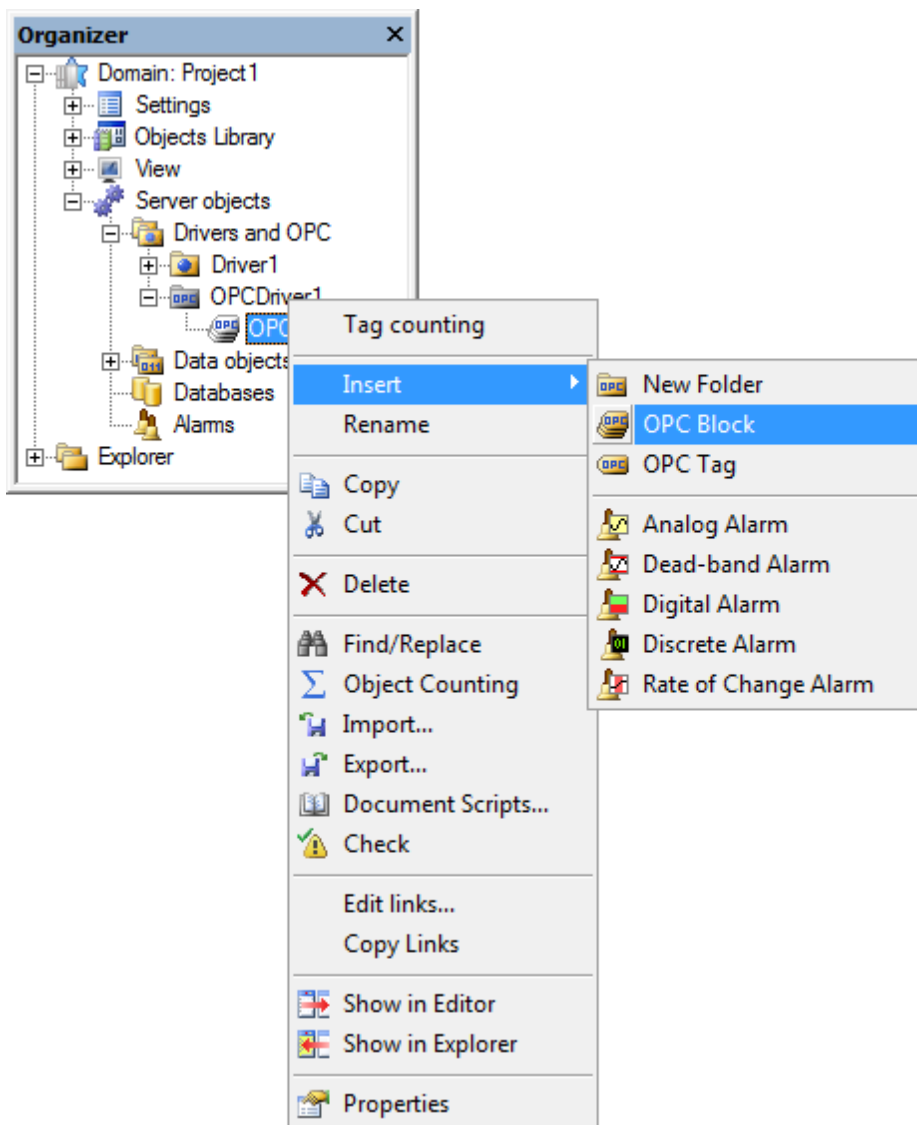 Organizer
Domain: Project1
Settings
Objects Library
View
Server objects
Drivers and OPC
Driver1
OPCDriver1
OPC
Data objects
Databases
Alarms
Explorer
Tag counting
Insert
Rename
Copy
Cut
Delete
Find/Replace
Object Counting
Import...
Export...
Document Scripts...
Check
Edit links...
Copy Links
Show in Editor
Show in Explorer
Properties
New Folder
OPC Block
OPC Tag
Analog Alarm
Dead-band Alarm
Digital Alarm
Discrete Alarm
Rate of Change Alarm